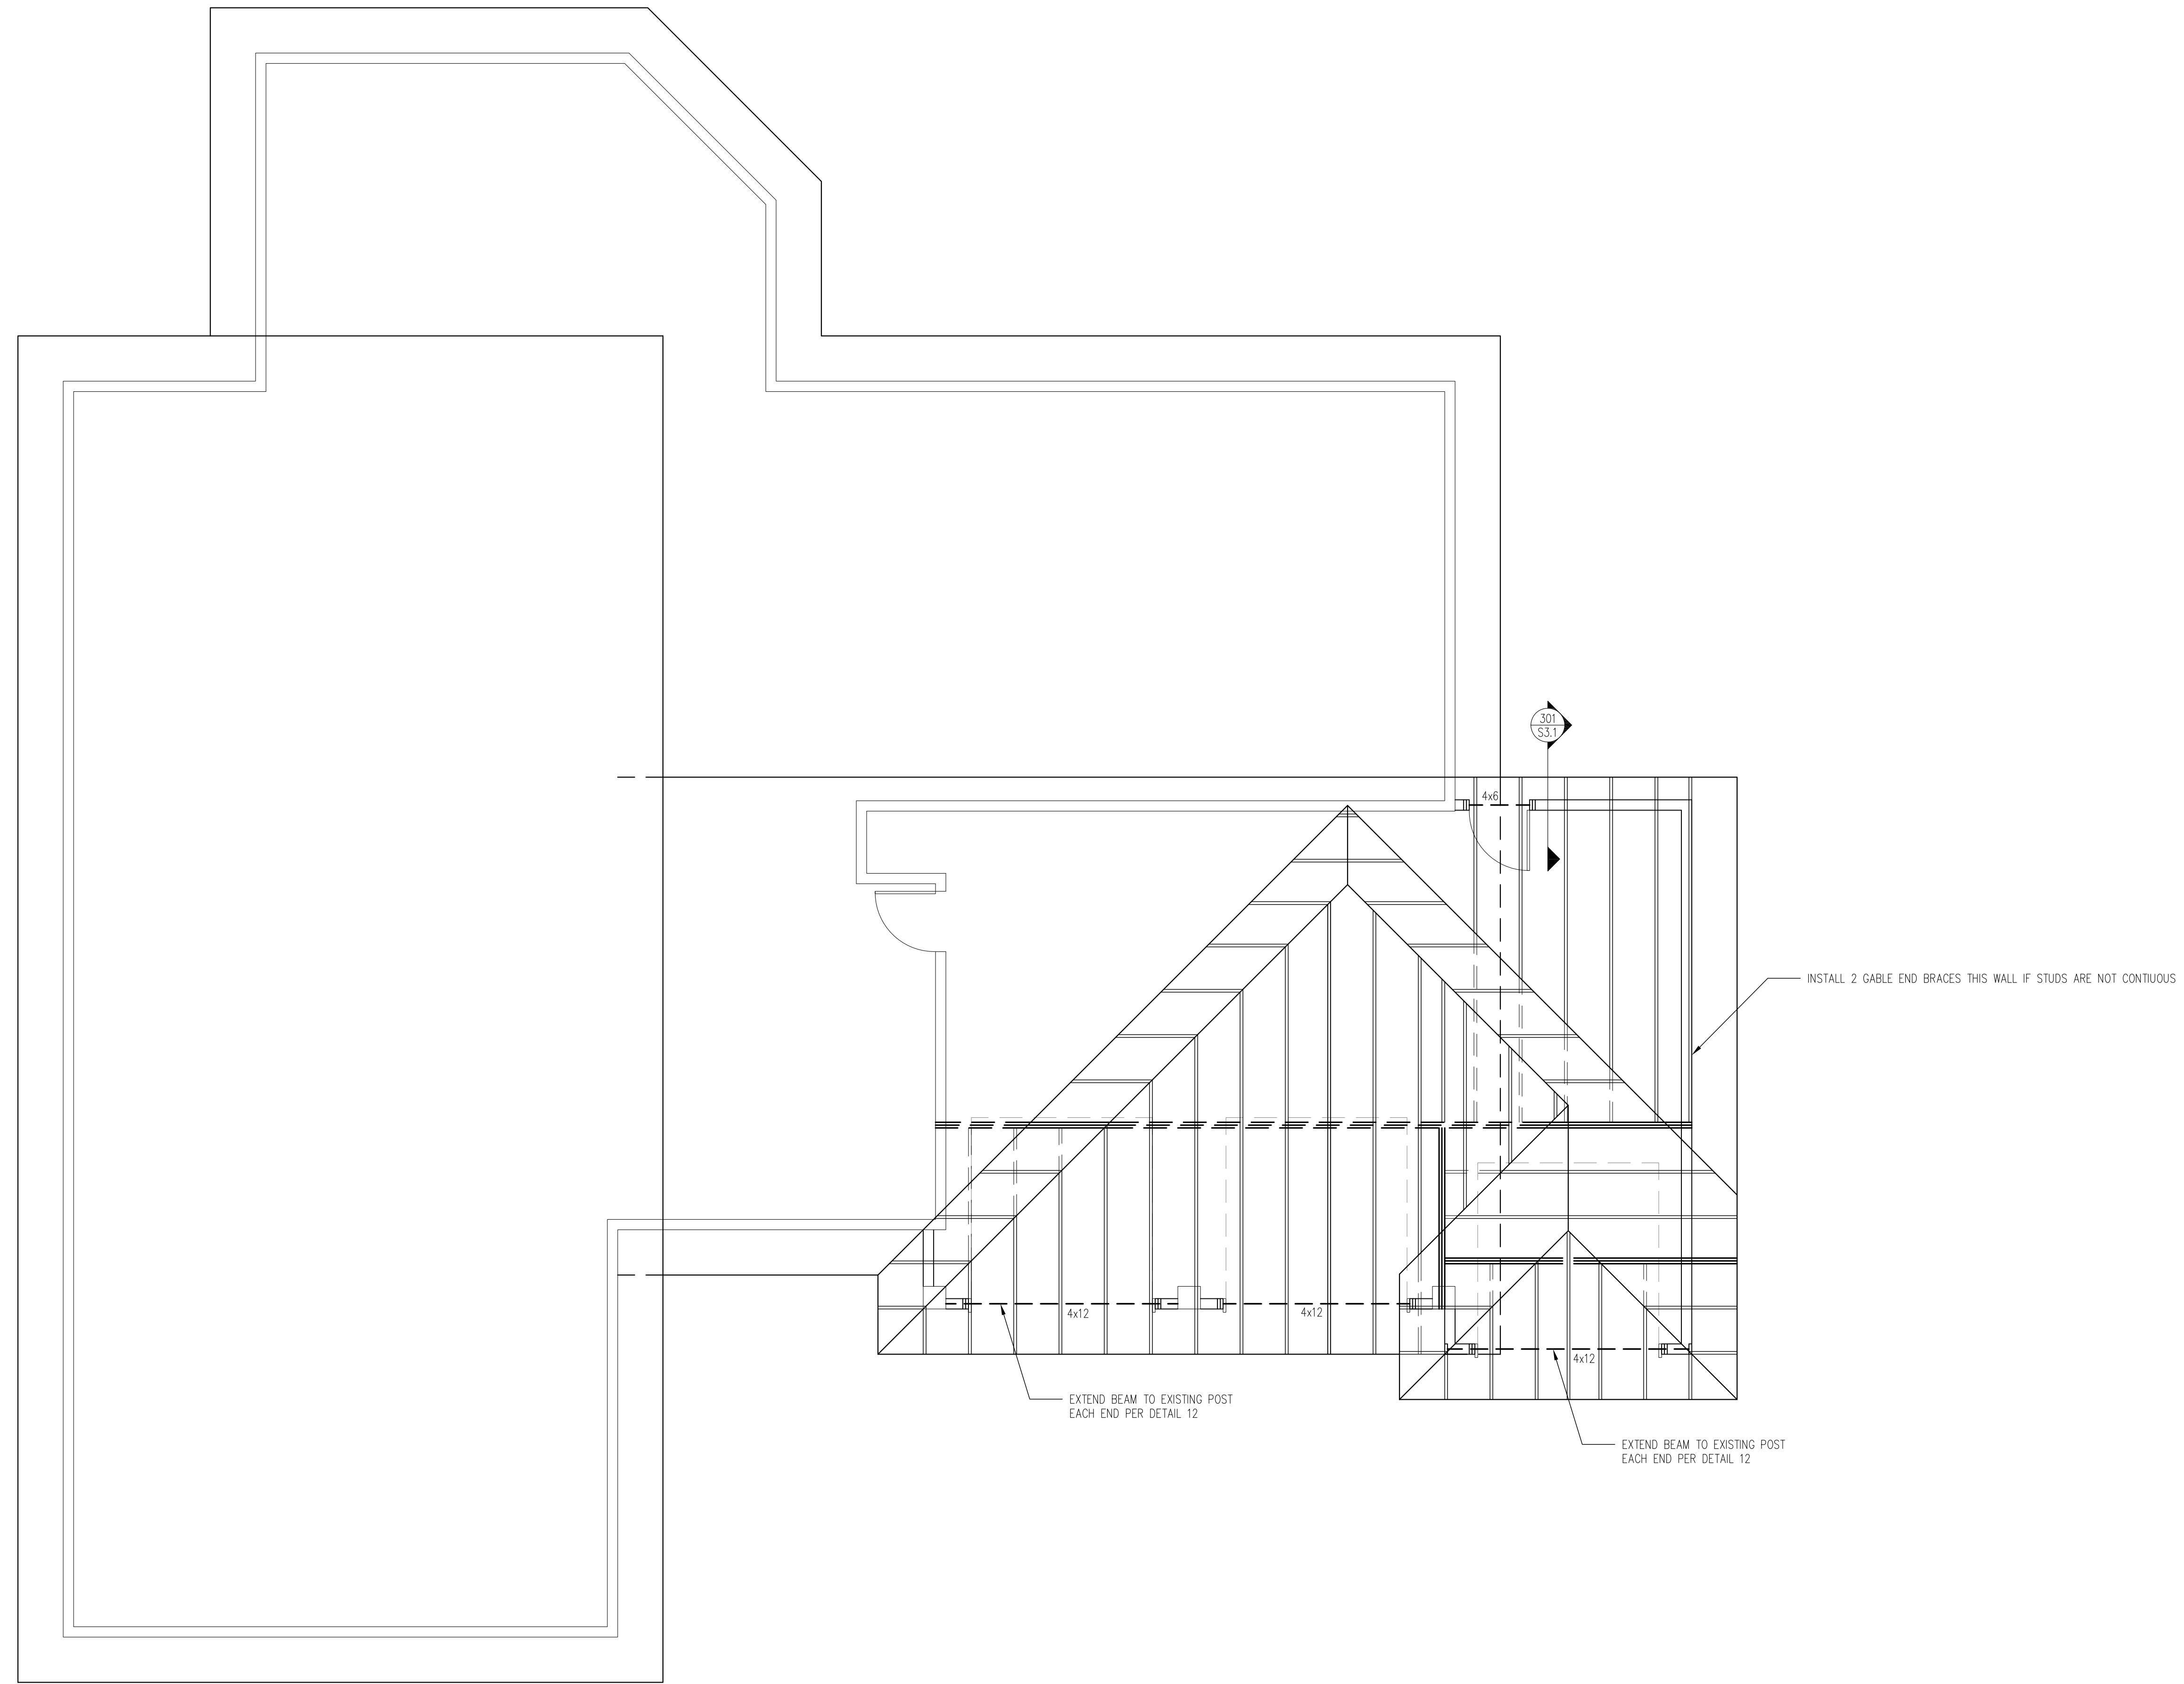 301
S3.1
4x6
INSTALL 2 GABLE END BRACES THIS WALL IF STUDS ARE NOT CONTIUOUS
4x12
4x12
4x12
EXTEND BEAM TO EXISTING POST
EACH END PER DETAIL 12
EXTEND BEAM TO EXISTING POST
EACH END PER DETAIL 12